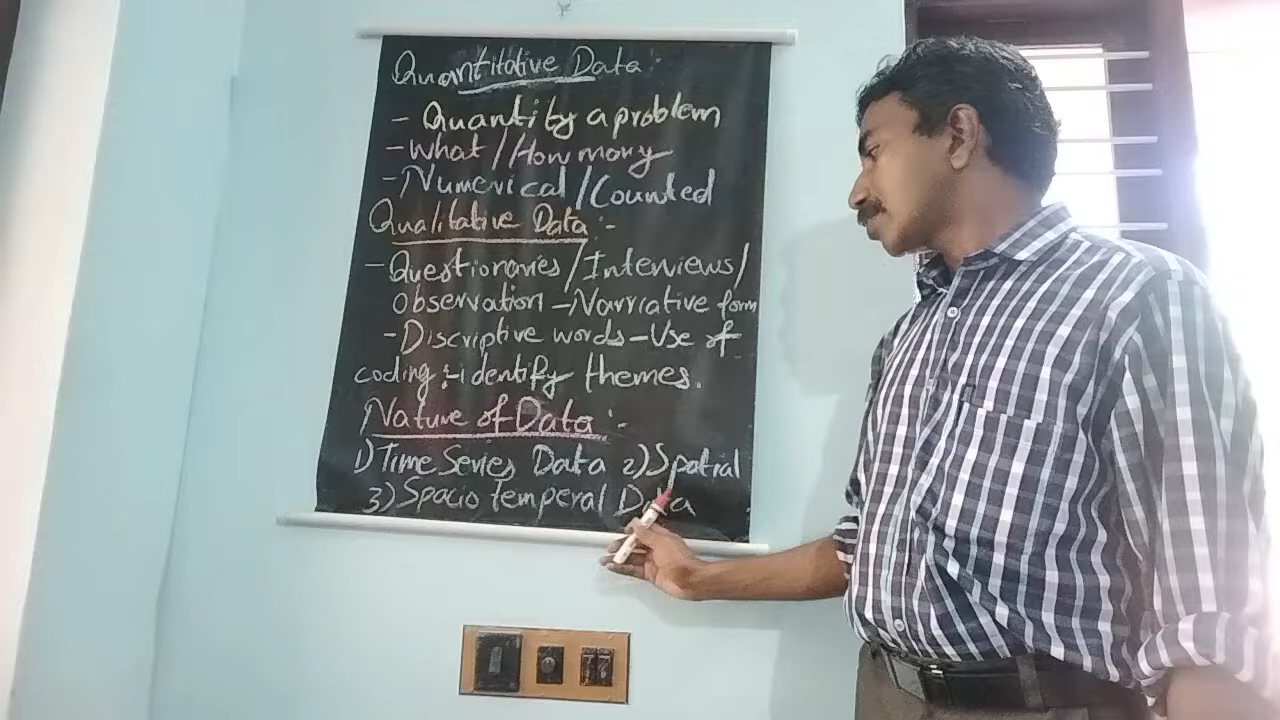 Quantitative Data :
- Quantity a problem
- What / How many
- Numerical / Counted
Qualitative Data :-
- Questionaries / Interviews /
Observation - Narriative form
- Discriptive words - Use of
coding :- identify themes.
Nature of Data :-
1) Time Series Data 2) Spatial
3) Spacio temperal Data